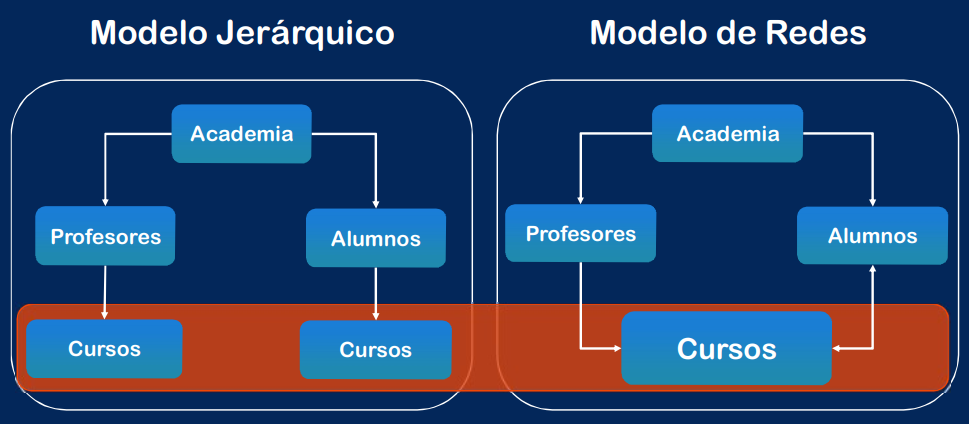 Modelo Jerárquico
Academia
Profesores
Alumnos
Cursos
Cursos
Modelo de Redes
Academia
Profesores
Alumnos
Cursos